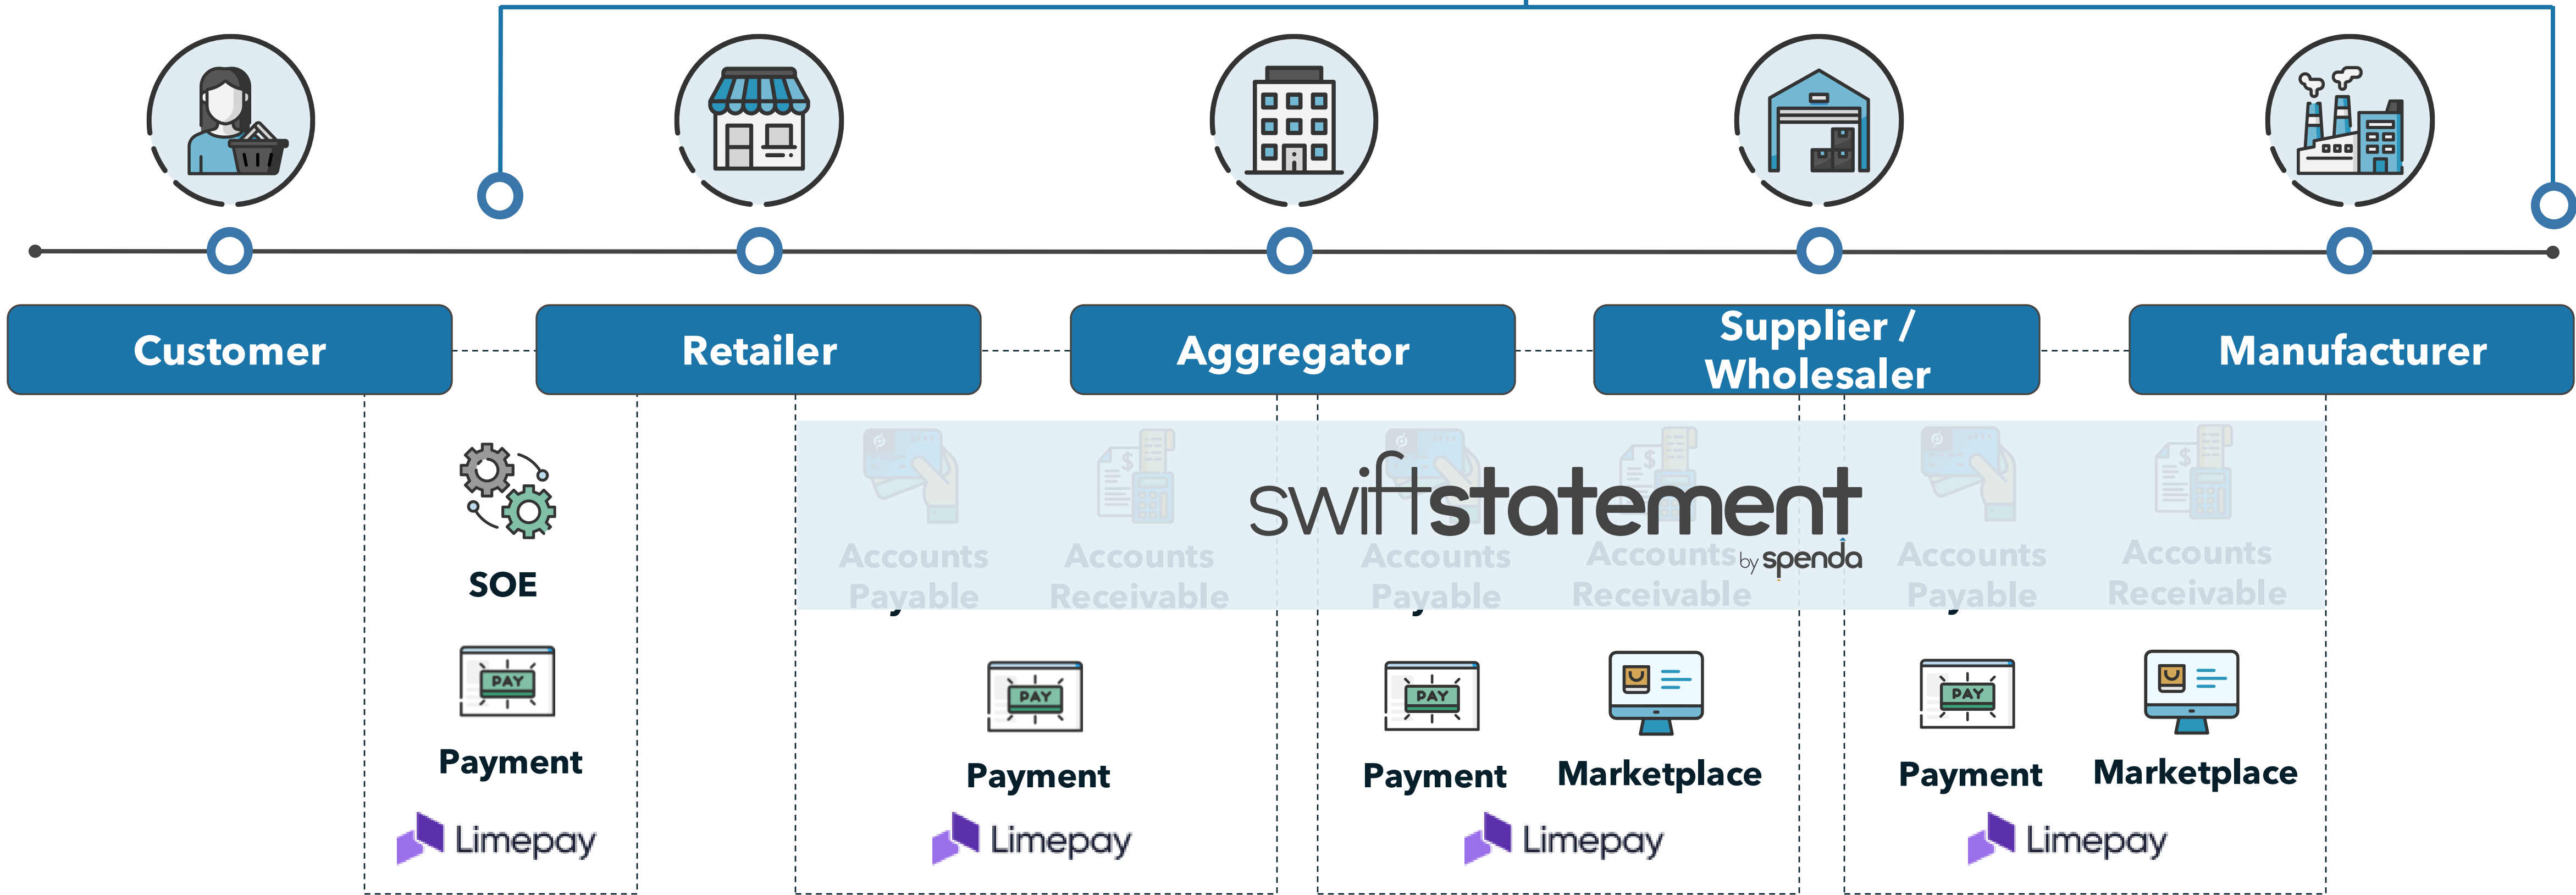 Customer
Retailer
Aggregator
Supplier /
Wholesaler
Manufacturer
SOE
Payment
Limepay
Accounts
Payable
Accounts
Receivable
Accounts
Payable
Accounts
Receivable
Accounts
Payable
Accounts
Receivable
swiftstatement
by spenda
$
$
$
PAY
Payment
Limepay
PAY
Payment
Marketplace
Limepay
PAY
Payment
Marketplace
Limepay
PAY